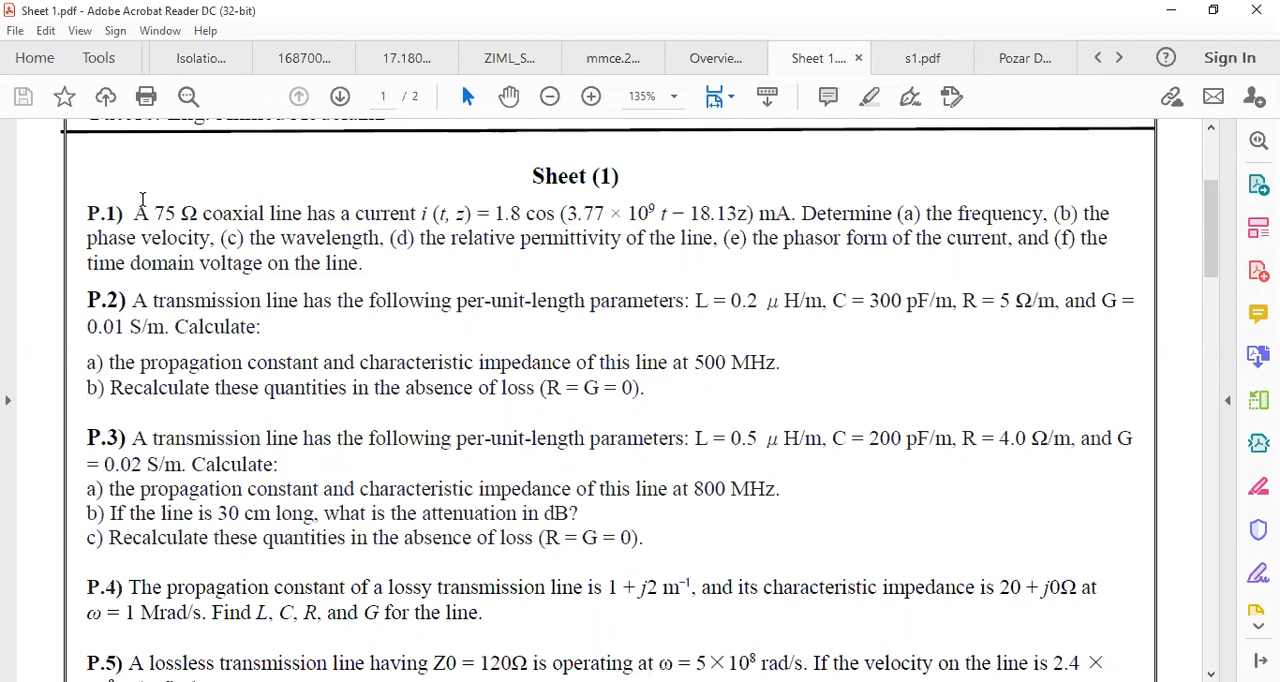 Sheet 1.pdf - Adobe Acrobat Reader DC (32-bit)
File Edit View Sign Window Help
Home Tools Isolatio... 168700... 17.180... ZIML_S... mmce.2... Overvie... Sheet 1.... × s1.pdf Pozar D... Sign In
1 / 2 135%
Sheet (1)
P.1) A 75 Ω coaxial line has a current i (t, z) = 1.8 cos (3.77 × 10⁹ t − 18.13z) mA. Determine (a) the frequency, (b) the
phase velocity, (c) the wavelength, (d) the relative permittivity of the line, (e) the phasor form of the current, and (f) the
time domain voltage on the line.
P.2) A transmission line has the following per-unit-length parameters: L = 0.2 μ H/m, C = 300 pF/m, R = 5 Ω/m, and G =
0.01 S/m. Calculate:
a) the propagation constant and characteristic impedance of this line at 500 MHz.
b) Recalculate these quantities in the absence of loss (R = G = 0).
P.3) A transmission line has the following per-unit-length parameters: L = 0.5 μ H/m, C = 200 pF/m, R = 4.0 Ω/m, and G
= 0.02 S/m. Calculate:
a) the propagation constant and characteristic impedance of this line at 800 MHz.
b) If the line is 30 cm long, what is the attenuation in dB?
c) Recalculate these quantities in the absence of loss (R = G = 0).
P.4) The propagation constant of a lossy transmission line is 1 + j2 m⁻¹, and its characteristic impedance is 20 + j0Ω at
ω = 1 Mrad/s. Find L, C, R, and G for the line.
P.5) A lossless transmission line having Z0 = 120Ω is operating at ω = 5×10⁸ rad/s. If the velocity on the line is 2.4 ×